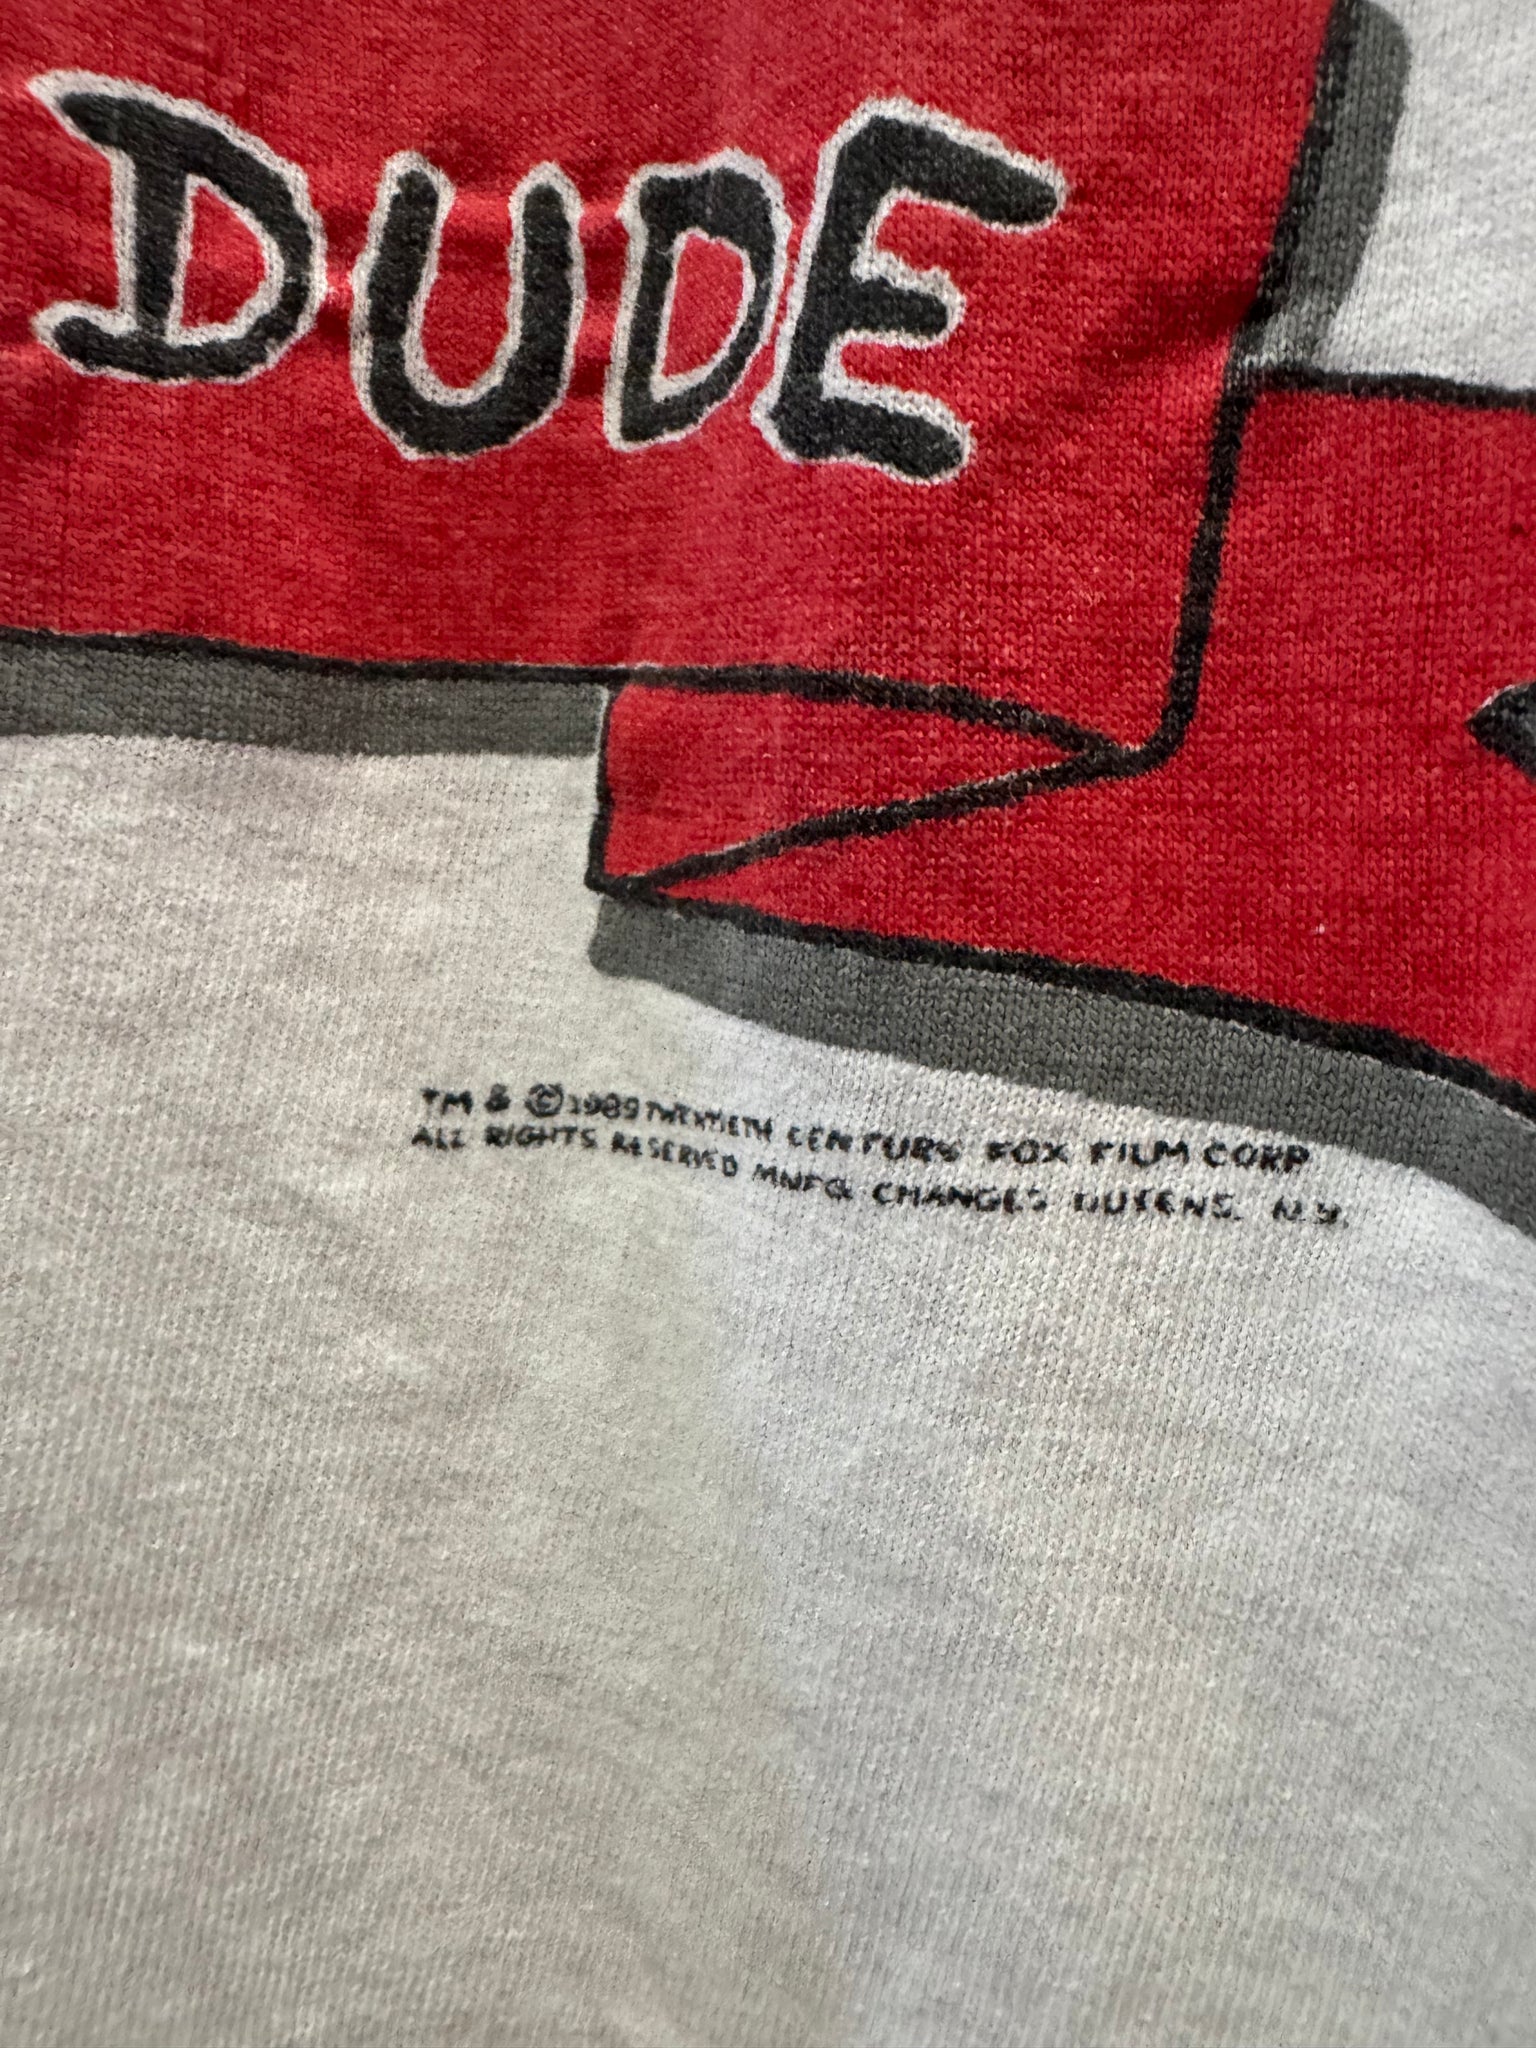 DUDE
TM & © 1989 TWENTIETH CENTURY FOX FILM CORP
ALL RIGHTS RESERVED MNFG. CHANGES QUEENS. N.Y.